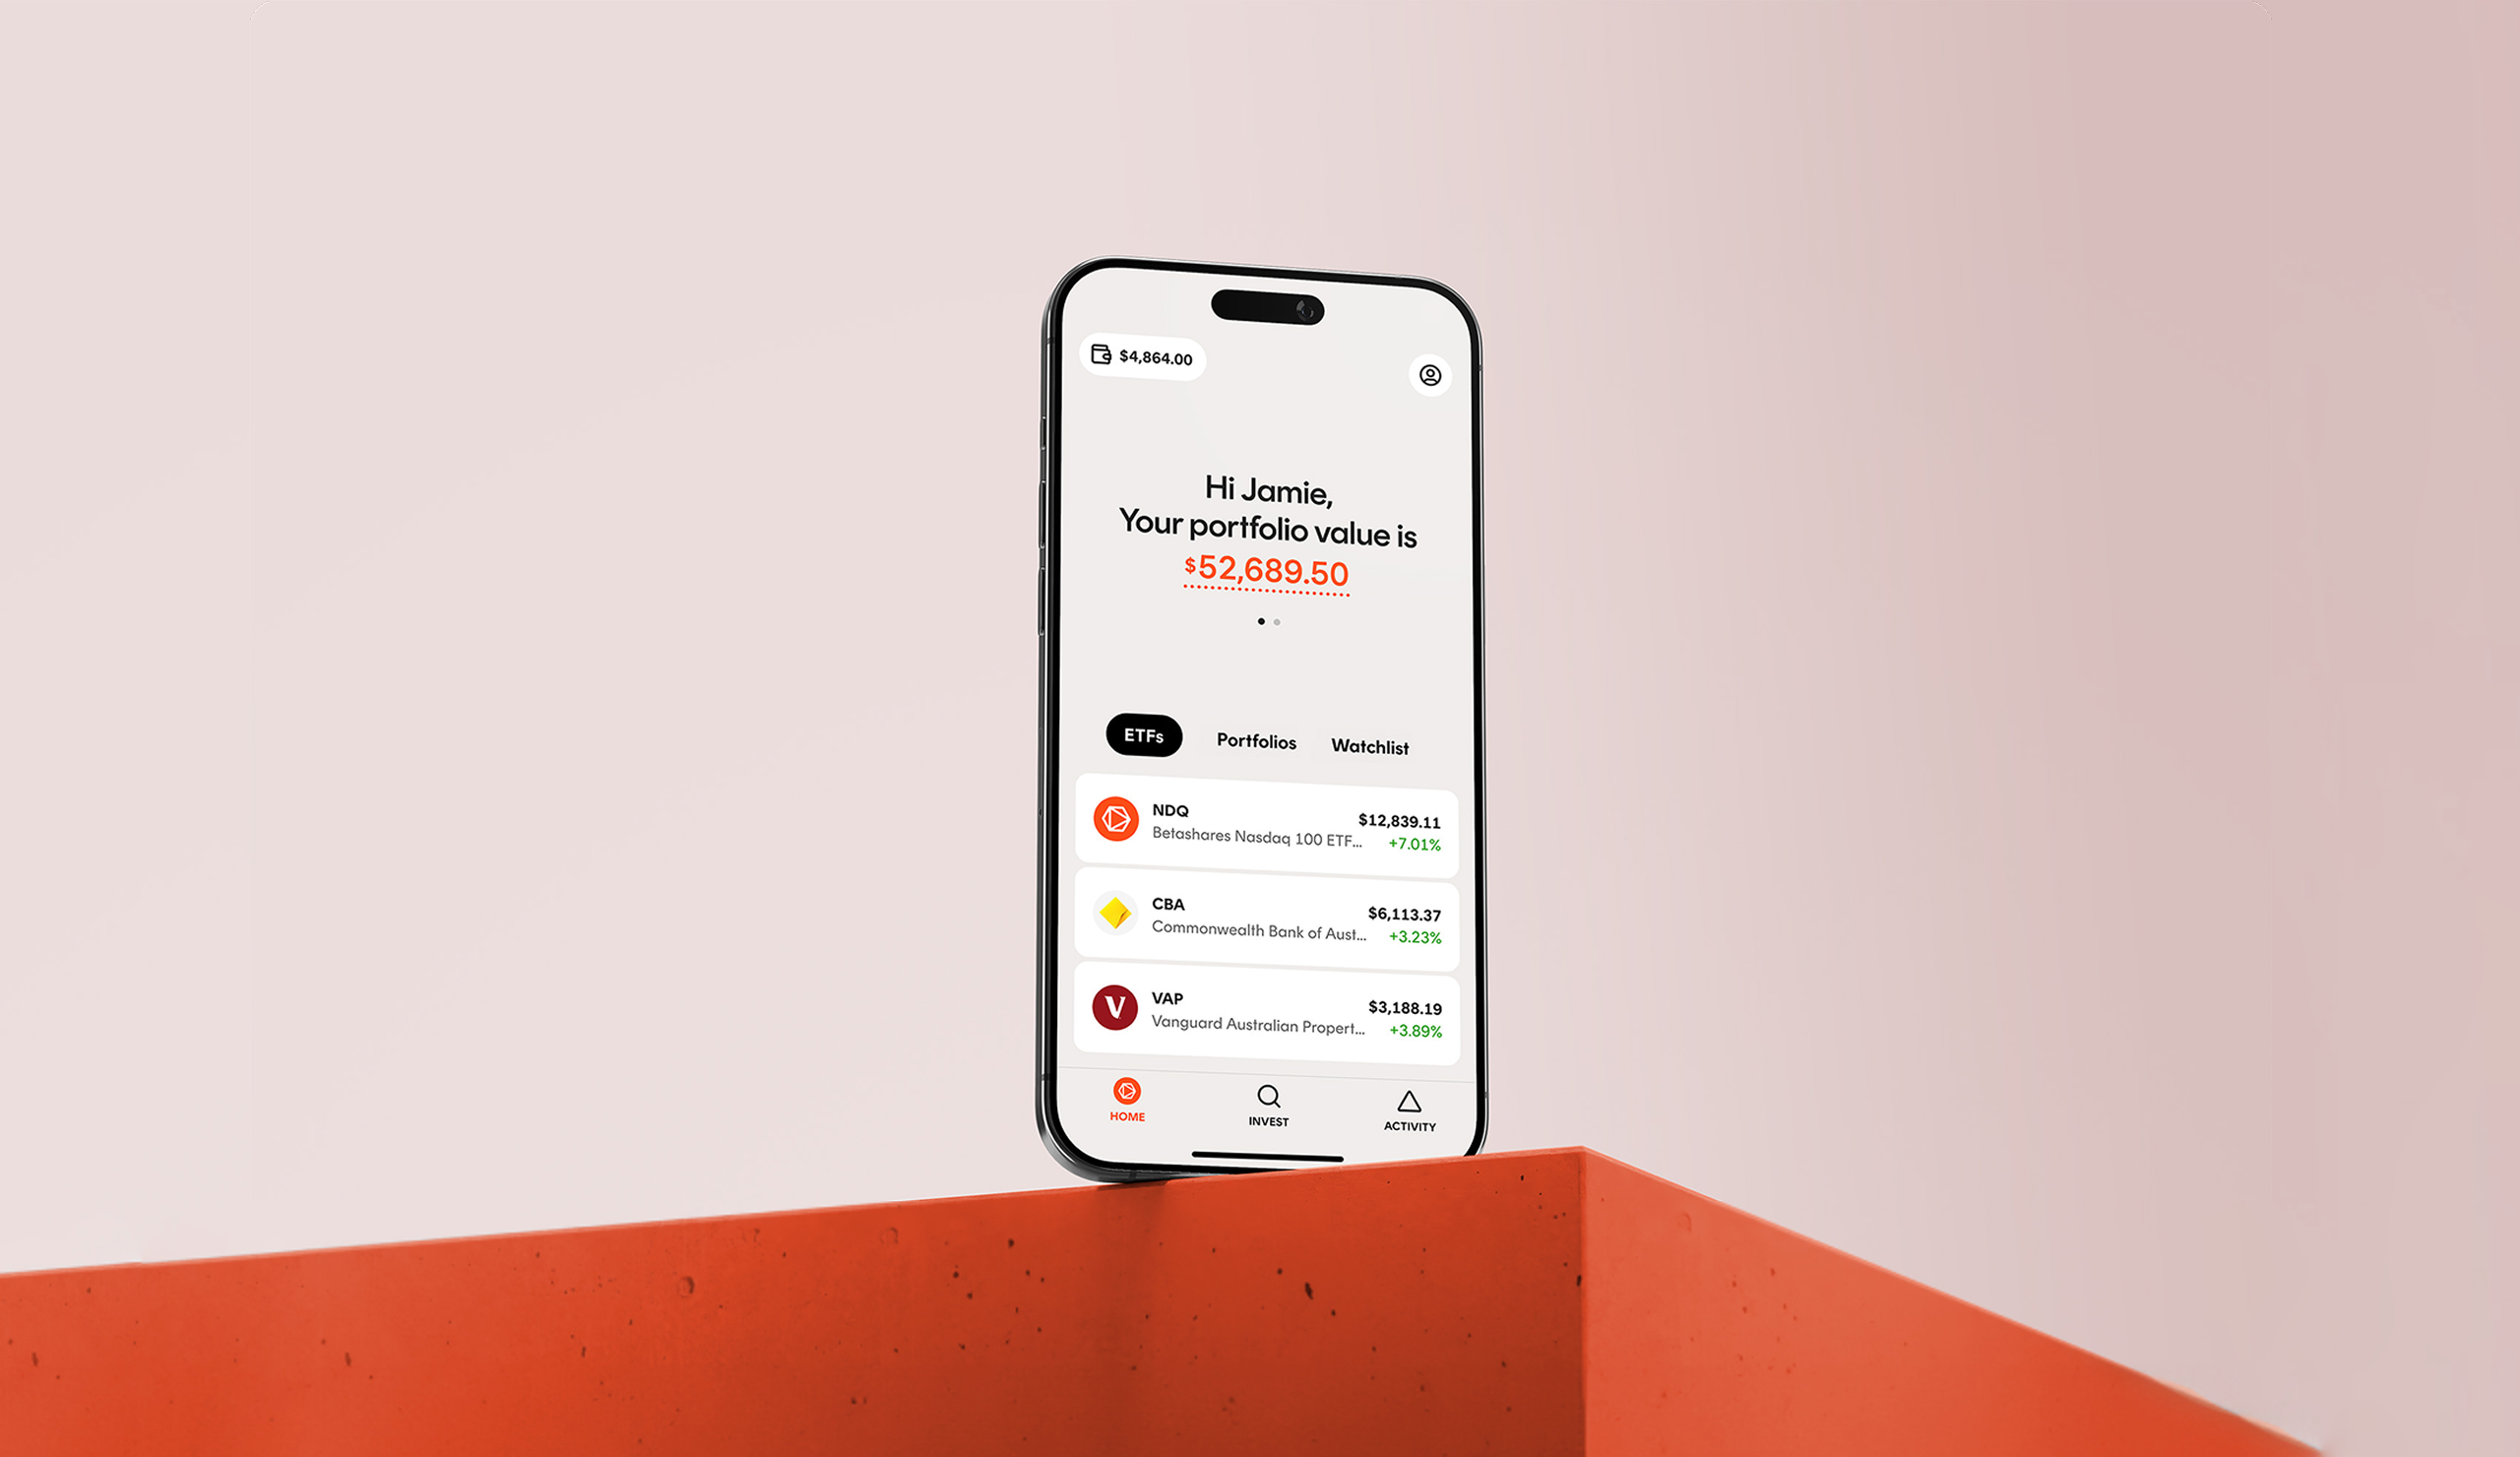 $4,864.00
Hi Jamie,
Your portfolio value is
$52,689.50
ETFs
Portfolios
Watchlist
NDQ
$12,839.11
Betashares Nasdaq 100 ETF...
+7.01%
CBA
$6,113.37
Commonwealth Bank of Aust...
+3.23%
V
VAP
$3,188.19
Vanguard Australian Propert...
+3.89%
HOME
INVEST
ACTIVITY